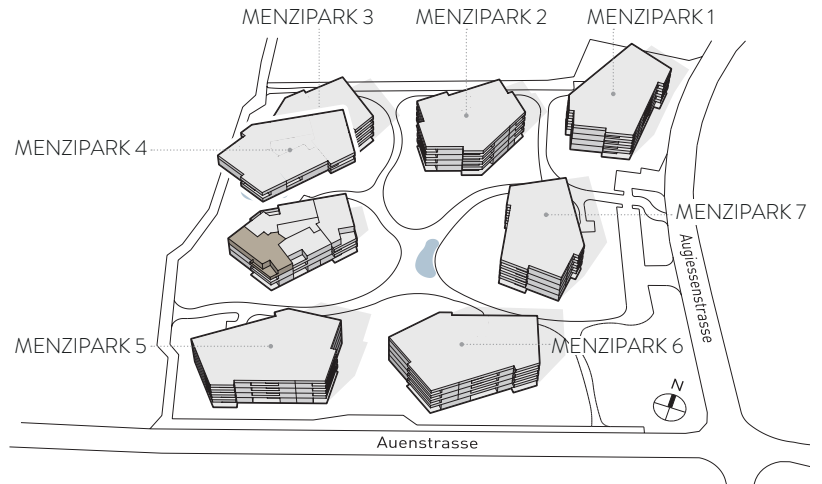 MENZIPARK 3
MENZIPARK 2
MENZIPARK 1
MENZIPARK 4
MENZIPARK 7
Augiessenstrasse
MENZIPARK 5
MENZIPARK 6
N
Auenstrasse